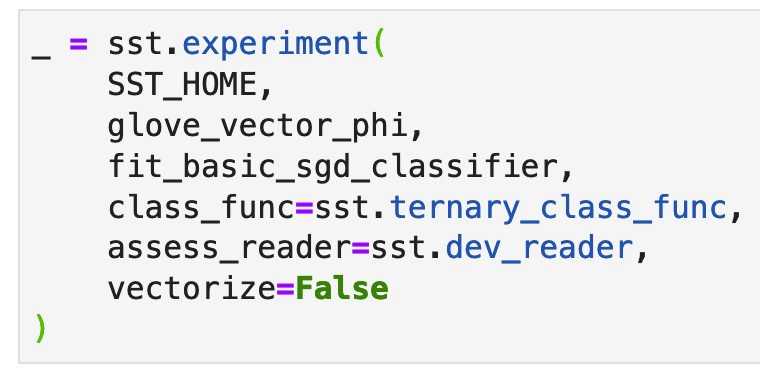 _ = sst.experiment(
    SST_HOME,
    glove_vector_phi,
    fit_basic_sgd_classifier,
    class_func=sst.ternary_class_func,
    assess_reader=sst.dev_reader,
    vectorize=False
)